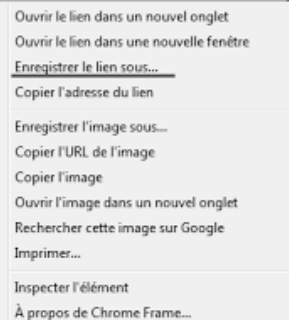 Ouvrir le lien dans un nouvel onglet
Ouvrir le lien dans une nouvelle fenêtre
Enregistrer le lien sous...
Copier l'adresse du lien
Enregistrer l'image sous...
Copier l'URL de l'image
Copier l'image
Ouvrir l'image dans un nouvel onglet
Rechercher cette image sur Google
Imprimer...
Inspecter l'élément
À propos de Chrome Frame...